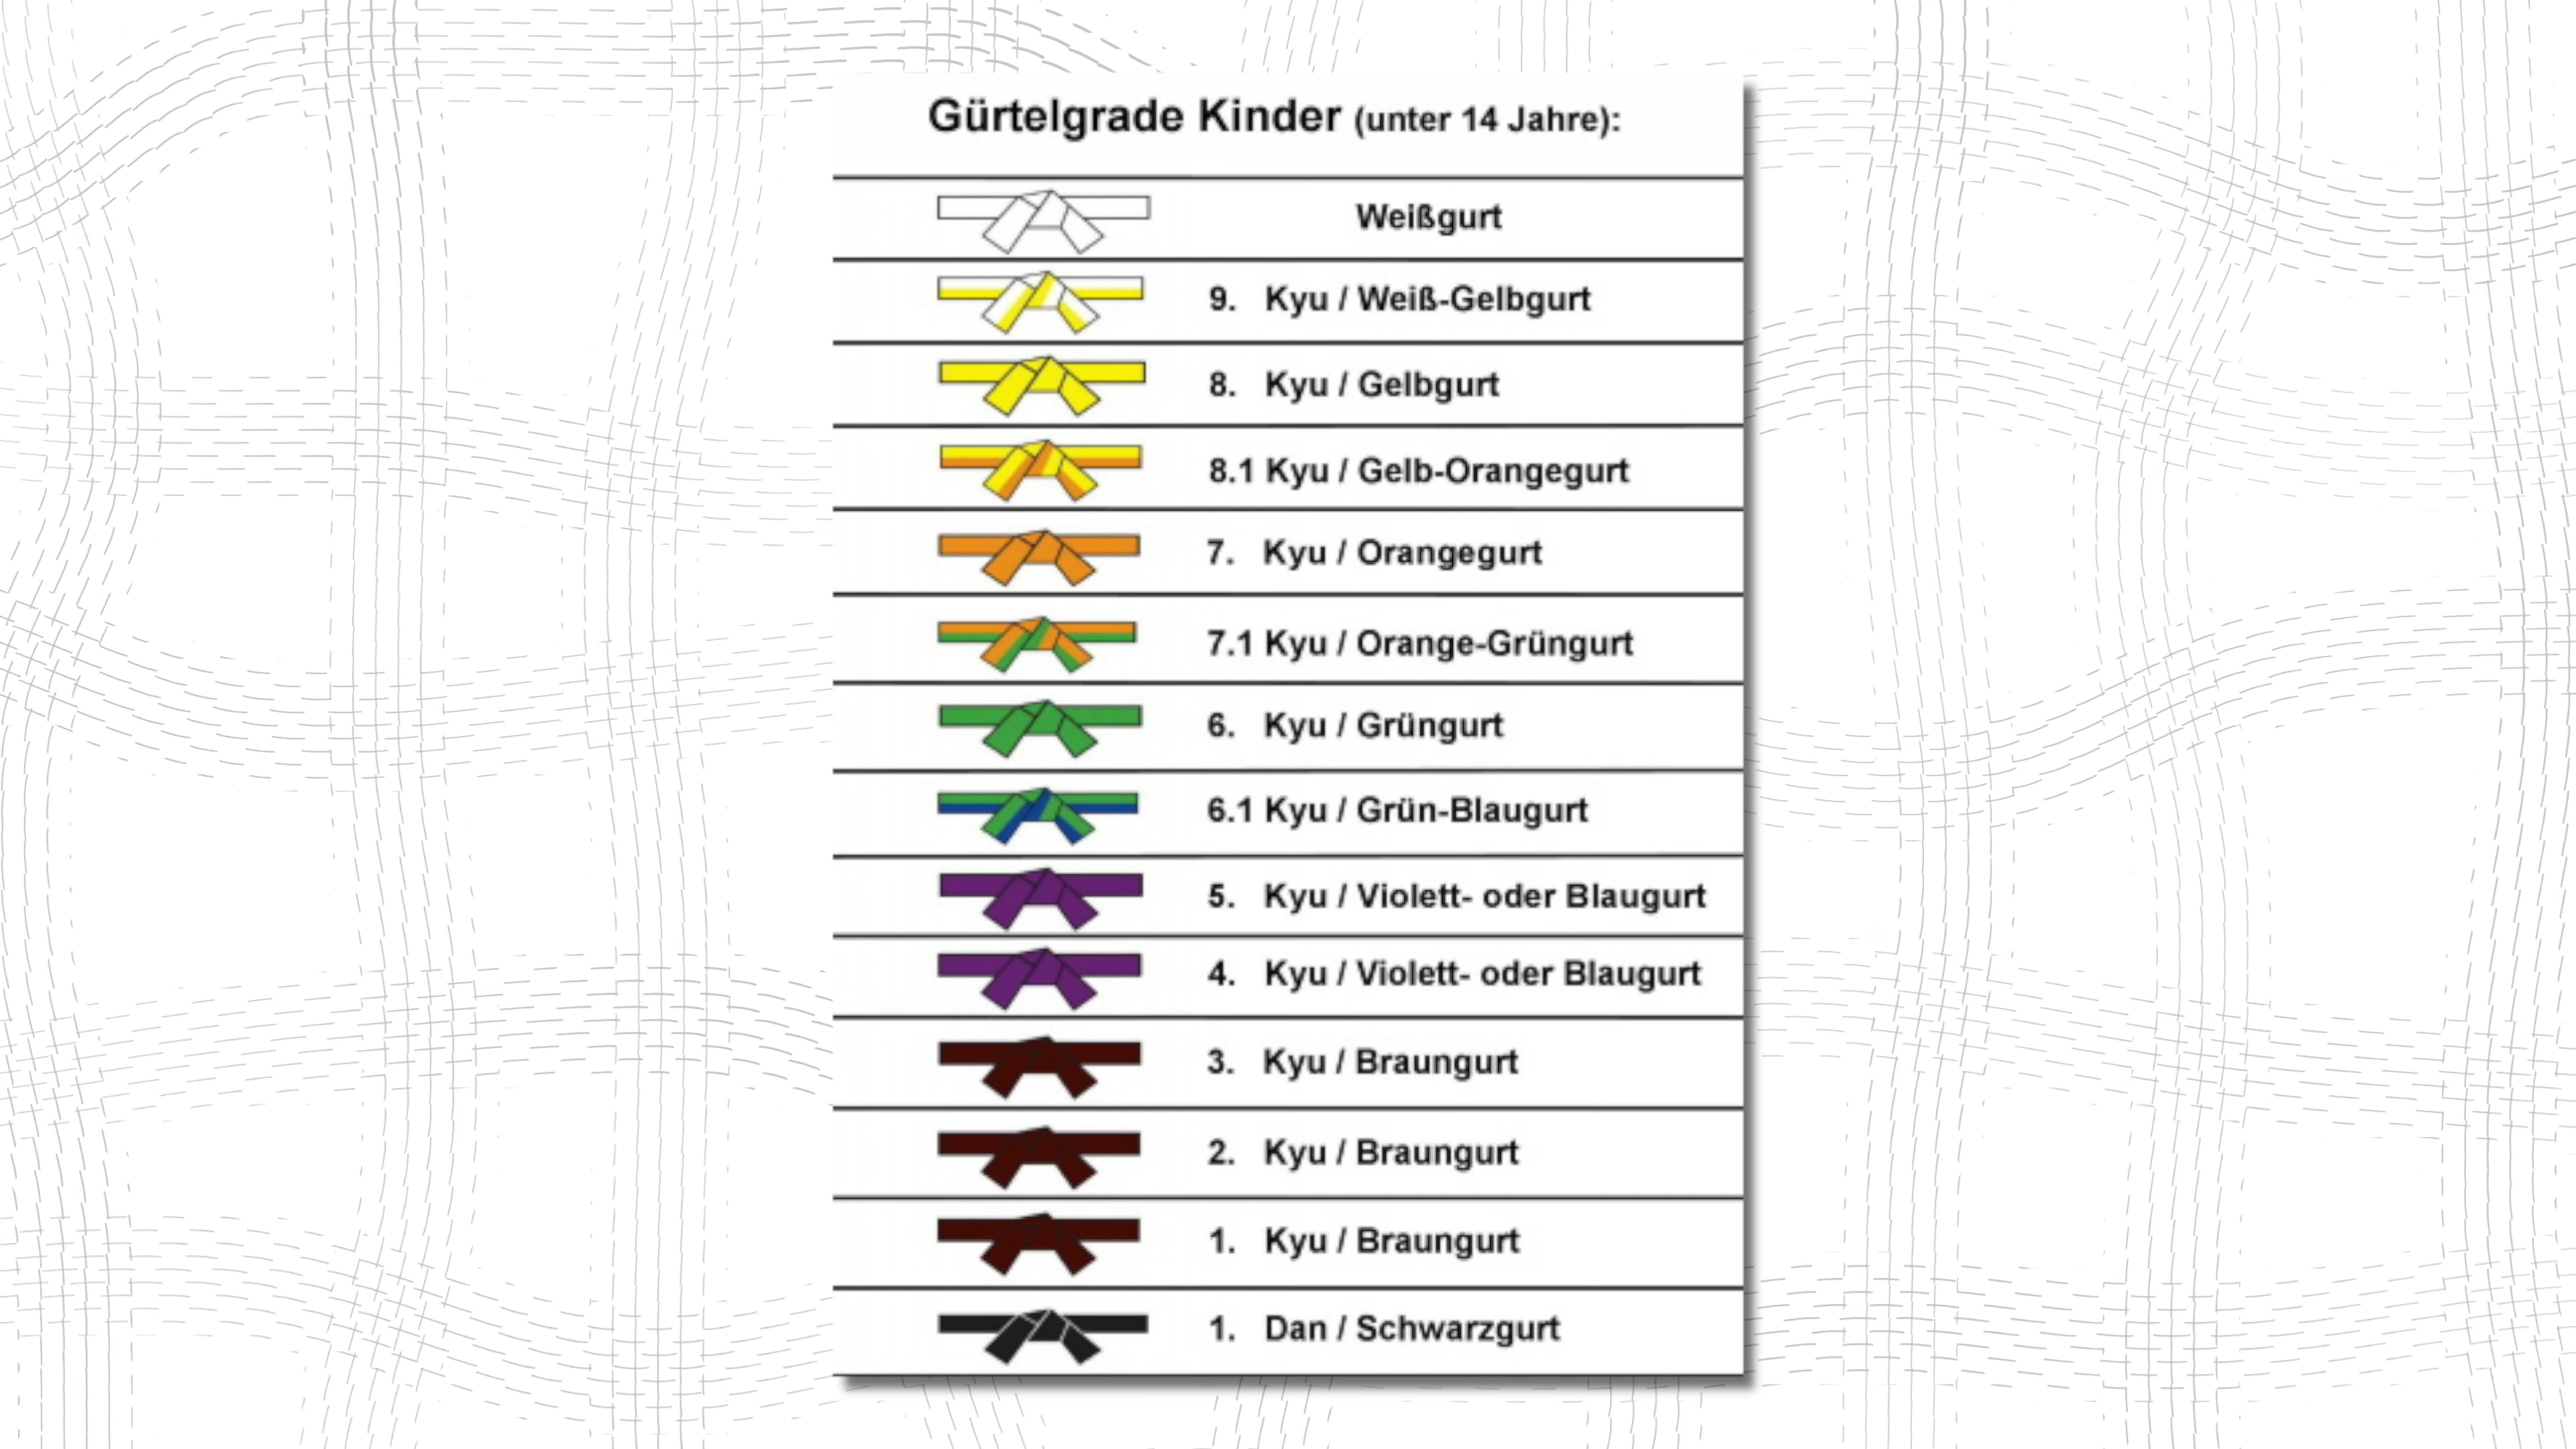 Gürtelgrade Kinder (unter 14 Jahre):
Weißgurt
9. Kyu / Weiß-Gelbgurt
8. Kyu / Gelbgurt
8.1 Kyu / Gelb-Orangegurt
7. Kyu / Orangegurt
7.1 Kyu / Orange-Grüngurt
6. Kyu / Grüngurt
6.1 Kyu / Grün-Blaugurt
5. Kyu / Violett- oder Blaugurt
4. Kyu / Violett- oder Blaugurt
3. Kyu / Braungurt
2. Kyu / Braungurt
1. Kyu / Braungurt
1. Dan / Schwarzgurt